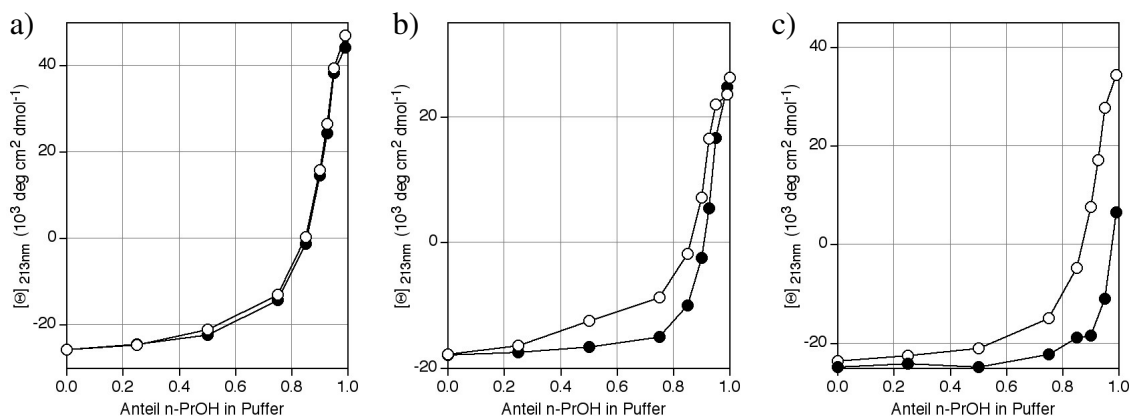 a)
40
20
0
-20
[Θ] 213nm (10³ deg cm² dmol⁻¹)
0.0 0.2 0.4 0.6 0.8 1.0
Anteil n-PrOH in Puffer
b)
20
0
-20
[Θ] 213nm (10³ deg cm² dmol⁻¹)
0.0 0.2 0.4 0.6 0.8 1.0
Anteil n-PrOH in Puffer
c)
40
20
0
-20
[Θ] 213nm (10³ deg cm² dmol⁻¹)
0.0 0.2 0.4 0.6 0.8 1.0
Anteil n-PrOH in Puffer